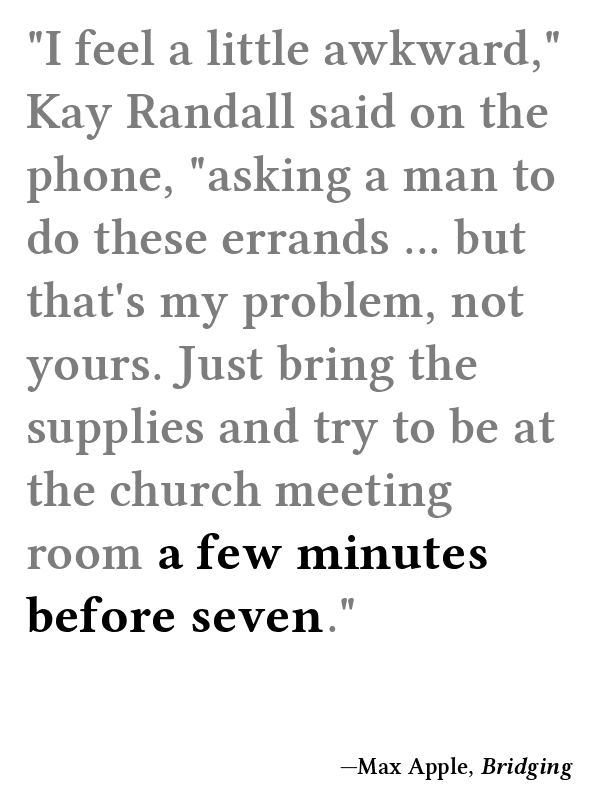 "I feel a little awkward,"
Kay Randall said on the
phone, "asking a man to
do these errands ... but
that's my problem, not
yours. Just bring the
supplies and try to be at
the church meeting
room a few minutes
before seven."
—Max Apple, Bridging